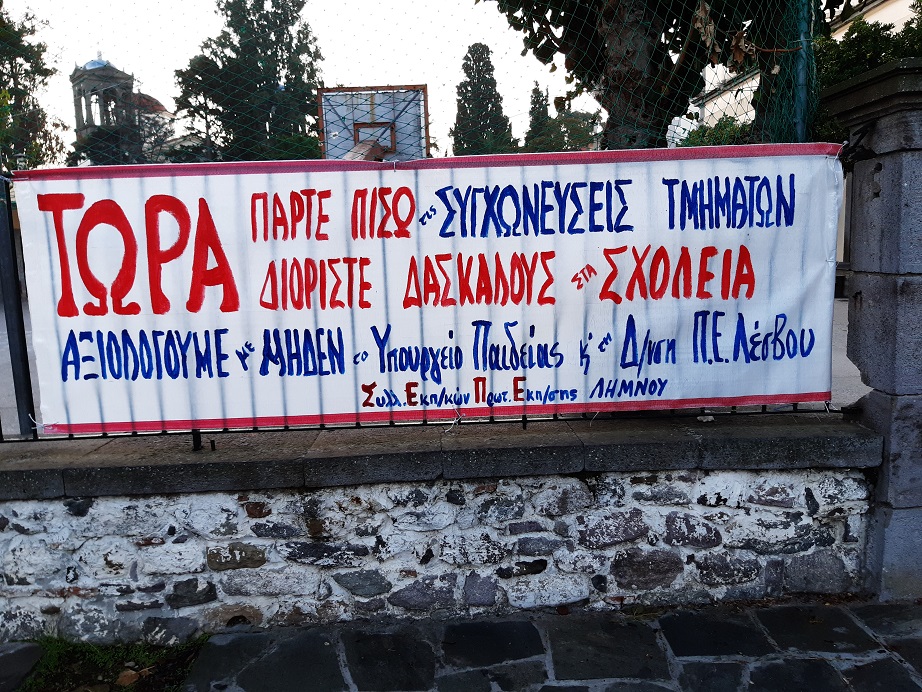 ΤΩΡΑ ΠΑΡΤΕ ΠΙΣΩ τις ΣΥΓΧΩΝΕΥΣΕΙΣ ΤΜΗΜΑΤΩΝ
ΔΙΟΡΙΣΤΕ ΔΑΣΚΑΛΟΥΣ στα ΣΧΟΛΕΙΑ
ΑΞΙΟΛΟΓΟΥΜΕ με ΜΗΔΕΝ το Υπουργείο Παιδείας κ' τη Δ/νση Π.Ε. Λέσβου
Συλλ. Εκπ/κών Πρωτ. Εκπ/σης ΛΗΜΝΟΥ